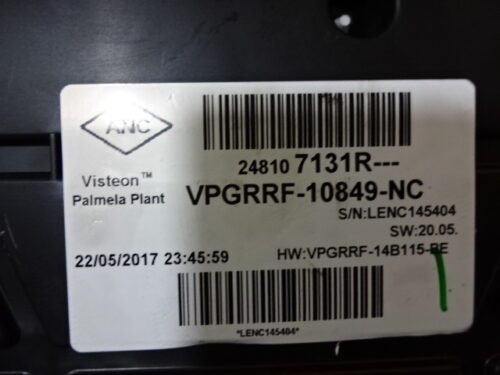 ANC
24810 7131R---
Visteon™
Palmela Plant
VPGRRF-10849-NC
S/N:LENC145404
SW:20.05.
22/05/2017 23:45:59
HW:VPGRRF-14B115-BE
*LENC145404*